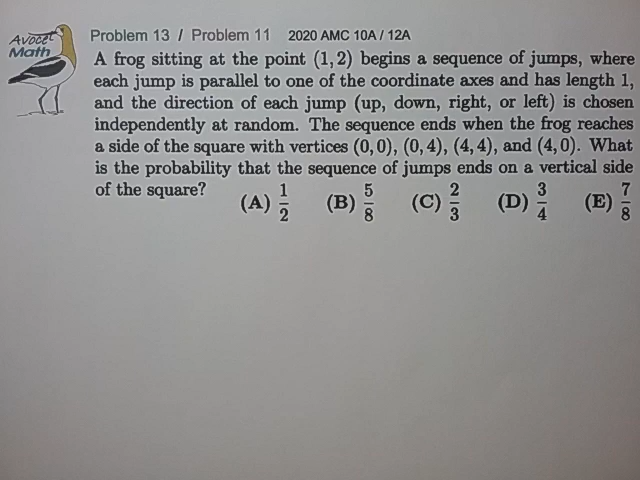 Avocet
Math
Problem 13 / Problem 11 2020 AMC 10A / 12A
A frog sitting at the point (1, 2) begins a sequence of jumps, where
each jump is parallel to one of the coordinate axes and has length 1,
and the direction of each jump (up, down, right, or left) is chosen
independently at random. The sequence ends when the frog reaches
a side of the square with vertices (0, 0), (0, 4), (4, 4), and (4, 0). What
is the probability that the sequence of jumps ends on a vertical side
of the square?
(A) 1/2 (B) 5/8 (C) 2/3 (D) 3/4 (E) 7/8